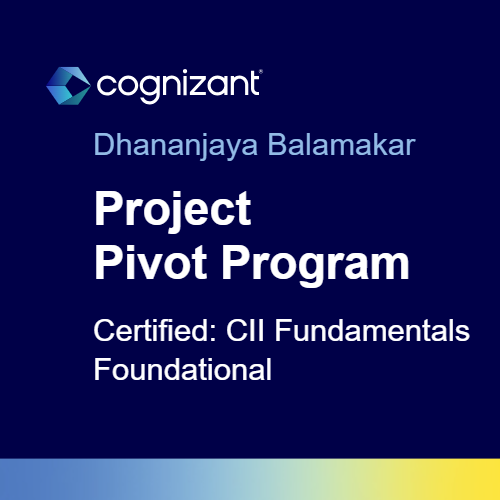 cognizant
Dhananjaya Balamakar
Project
Pivot Program
Certified: CII Fundamentals
Foundational